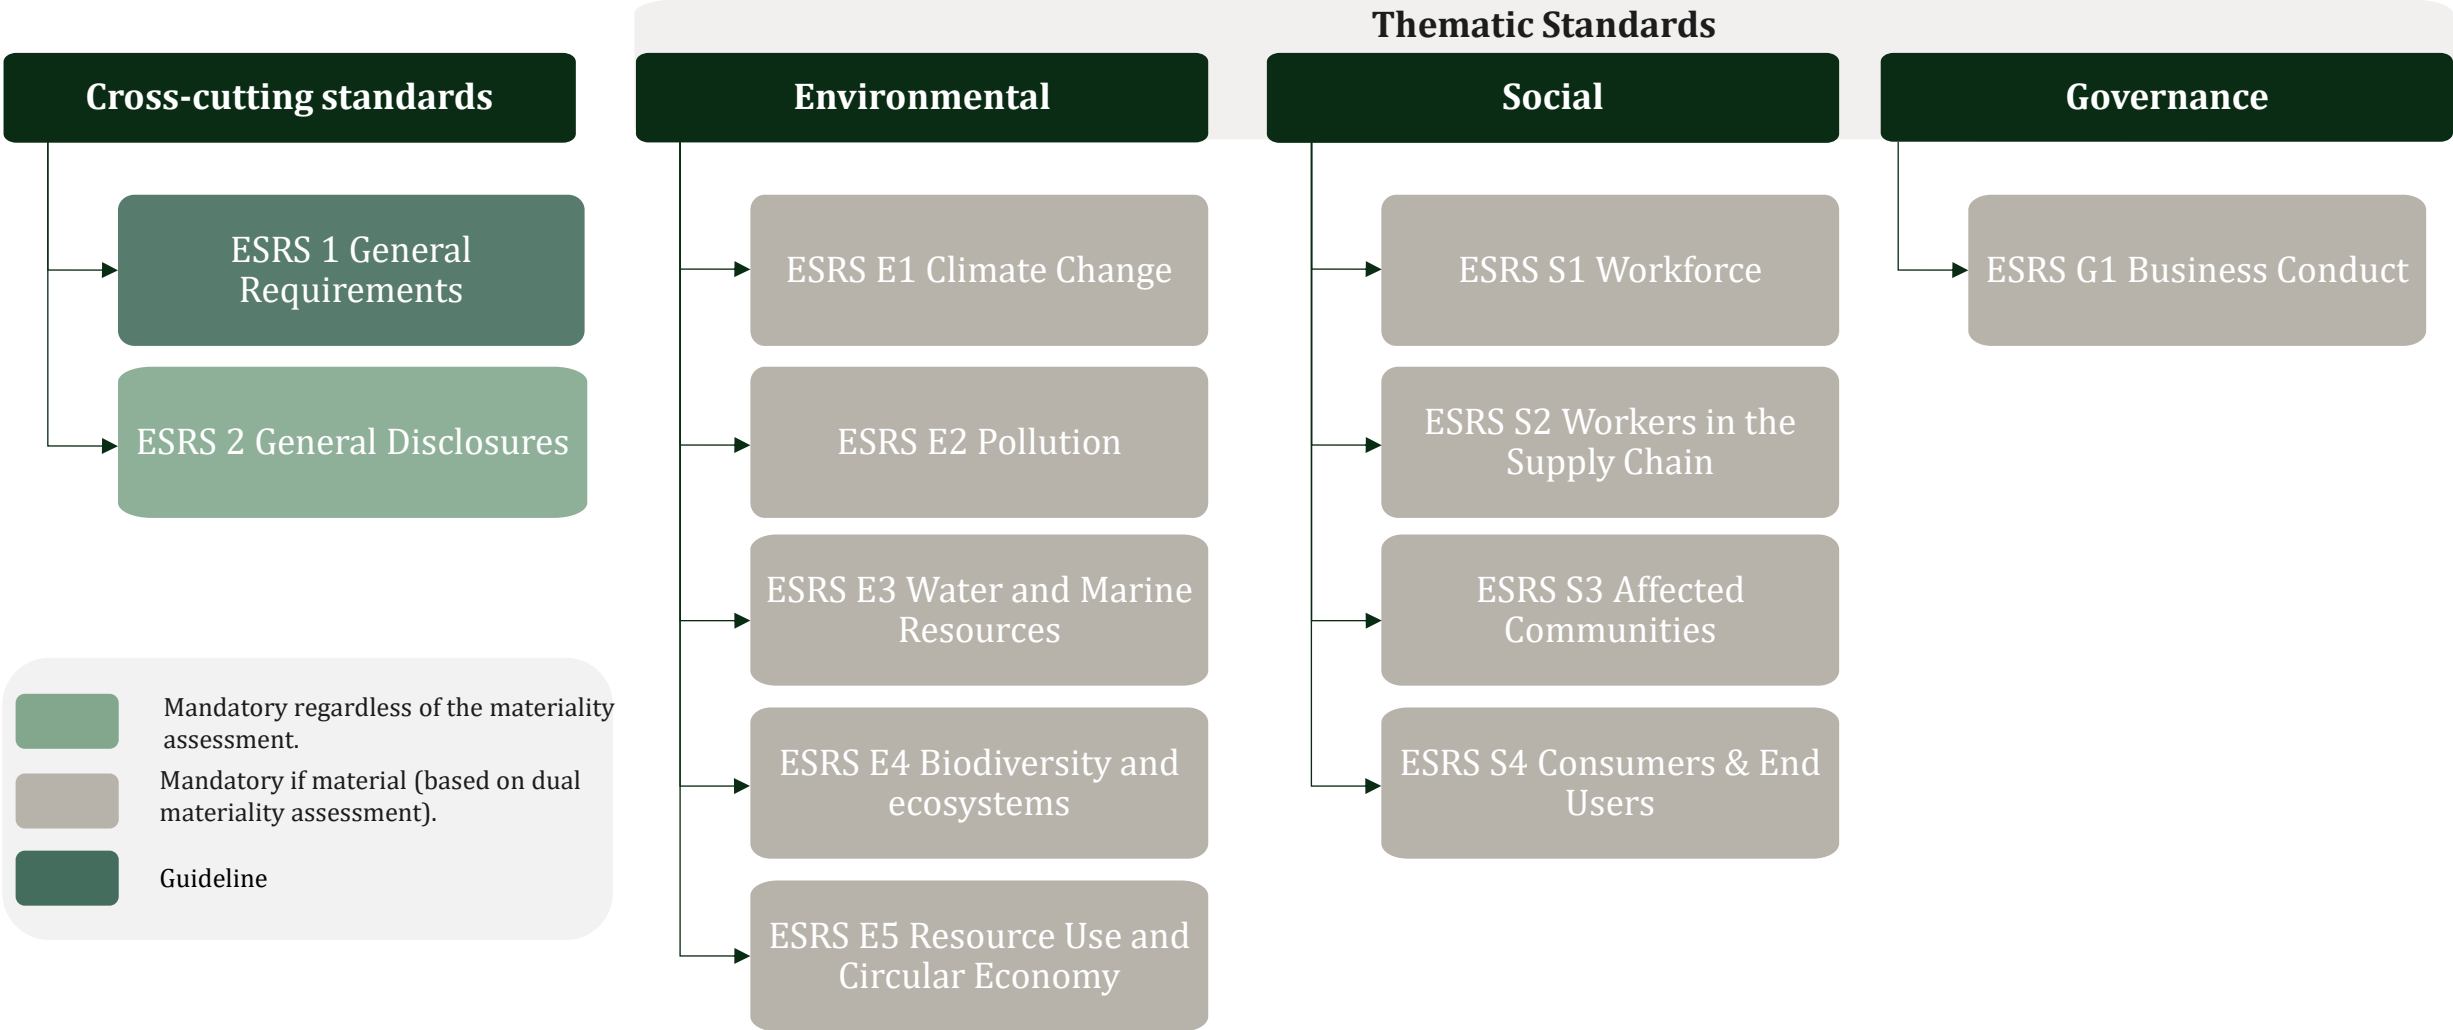 Thematic Standards
Cross-cutting standards
ESRS 1 General
Requirements
ESRS 2 General Disclosures
Environmental
ESRS E1 Climate Change
ESRS E2 Pollution
ESRS E3 Water and Marine
Resources
ESRS E4 Biodiversity and
ecosystems
ESRS E5 Resource Use and
Circular Economy
Social
ESRS S1 Workforce
ESRS S2 Workers in the
Supply Chain
ESRS S3 Affected
Communities
ESRS S4 Consumers & End
Users
Governance
ESRS G1 Business Conduct
Mandatory regardless of the materiality
assessment.
Mandatory if material (based on dual
materiality assessment).
Guideline